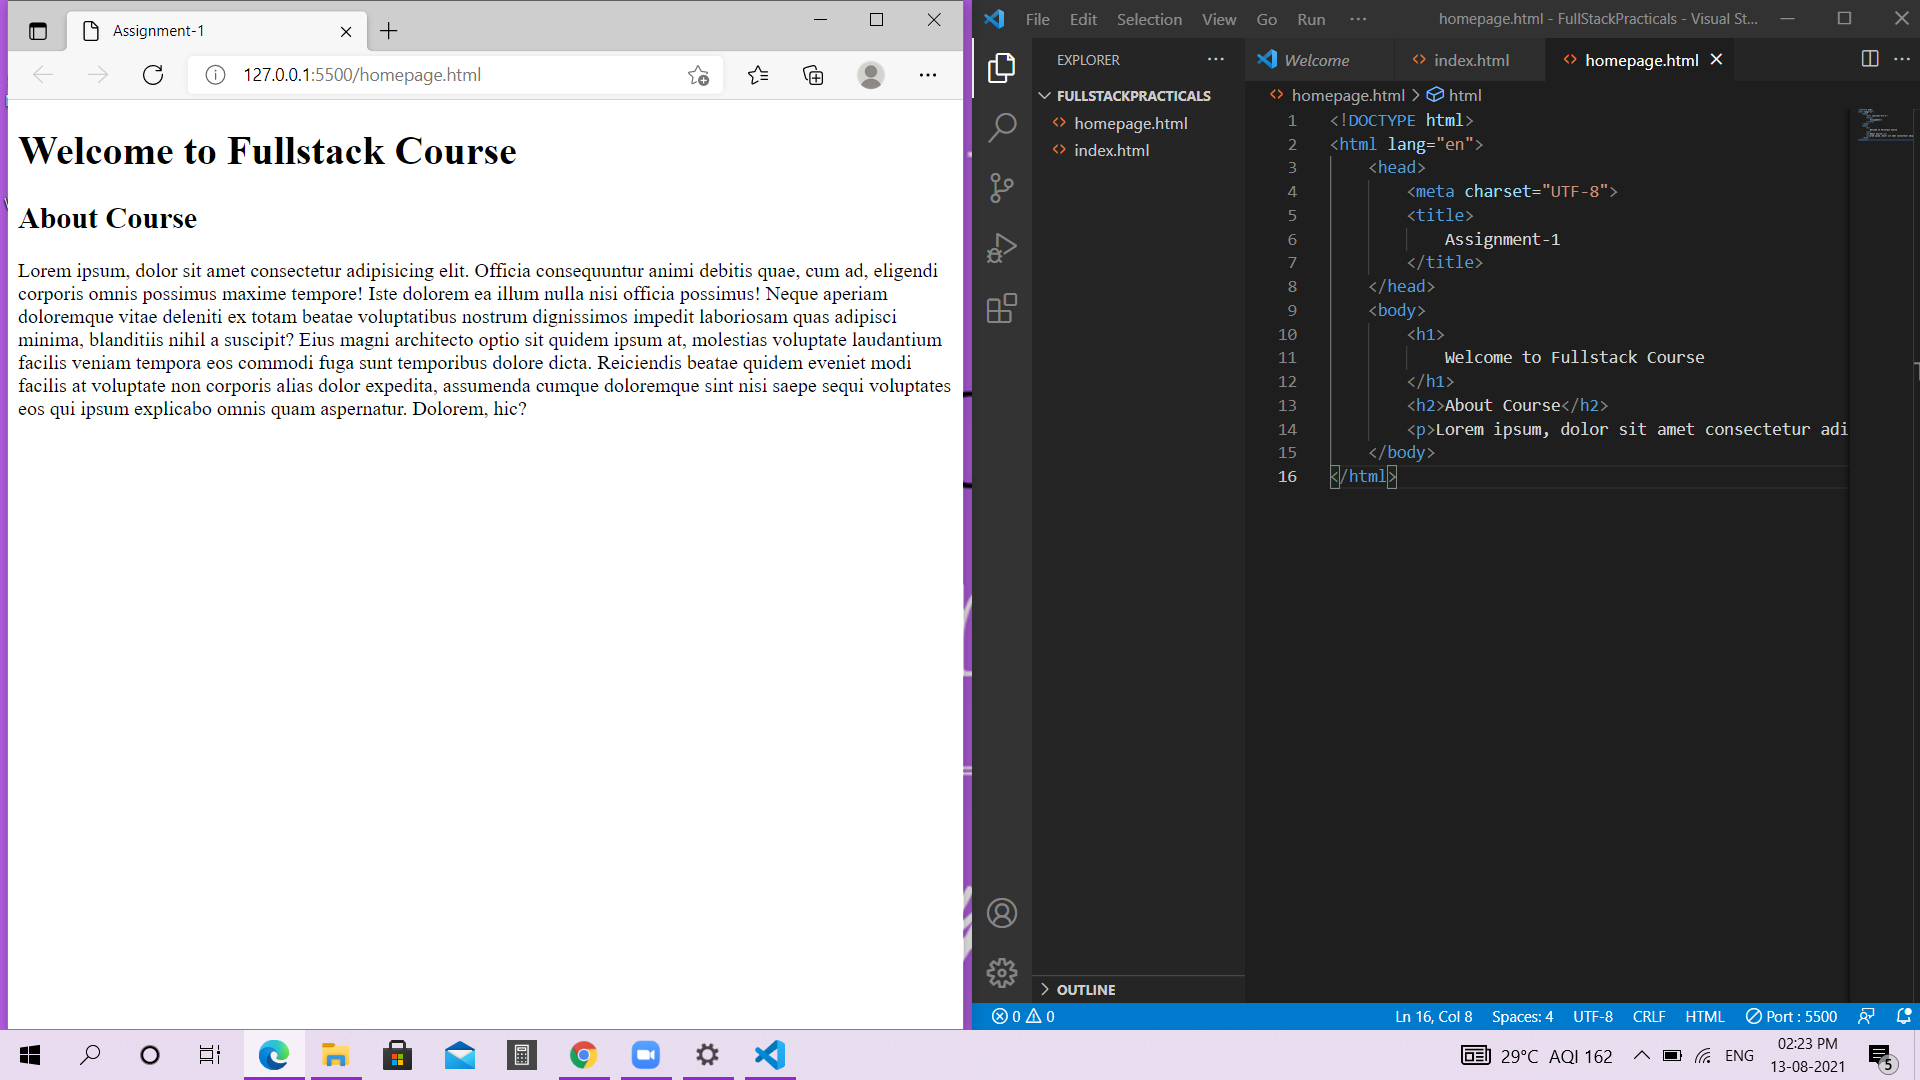 Assignment-1
127.0.0.1:5500/homepage.html
Welcome to Fullstack Course
About Course
Lorem ipsum, dolor sit amet consectetur adipisicing elit. Officia consequuntur animi debitis quae, cum ad, eligendi
corporis omnis possimus maxime tempore! Iste dolorem ea illum nulla nisi officia possimus! Neque aperiam
doloremque vitae deleniti ex totam beatae voluptatibus nostrum dignissimos impedit laboriosam quas adipisci
minima, blanditiis nihil a suscipit? Eius magni architecto optio sit quidem ipsum at, molestias voluptate laudantium
facilis veniam tempora eos commodi fuga sunt temporibus dolore dicta. Reiciendis beatae quidem eveniet modi
facilis at voluptate non corporis alias dolor expedita, assumenda cumque doloremque sint nisi saepe sequi voluptates
eos qui ipsum explicabo omnis quam aspernatur. Dolorem, hic?
File Edit Selection View Go Run ··· homepage.html - FullStackPracticals - Visual St...
EXPLORER
FULLSTACKPRACTICALS
homepage.html
index.html
OUTLINE
Welcome index.html homepage.html
homepage.html > html
1 <!DOCTYPE html>
2 <html lang="en">
3 <head>
4 <meta charset="UTF-8">
5 <title>
6 Assignment-1
7 </title>
8 </head>
9 <body>
10 <h1>
11 Welcome to Fullstack Course
12 </h1>
13 <h2>About Course</h2>
14 <p>Lorem ipsum, dolor sit amet consectetur adi
15 </body>
16 </html>
0 0 Ln 16, Col 8 Spaces: 4 UTF-8 CRLF HTML Port : 5500
29°C AQI 162 ENG 02:23 PM
13-08-2021
5